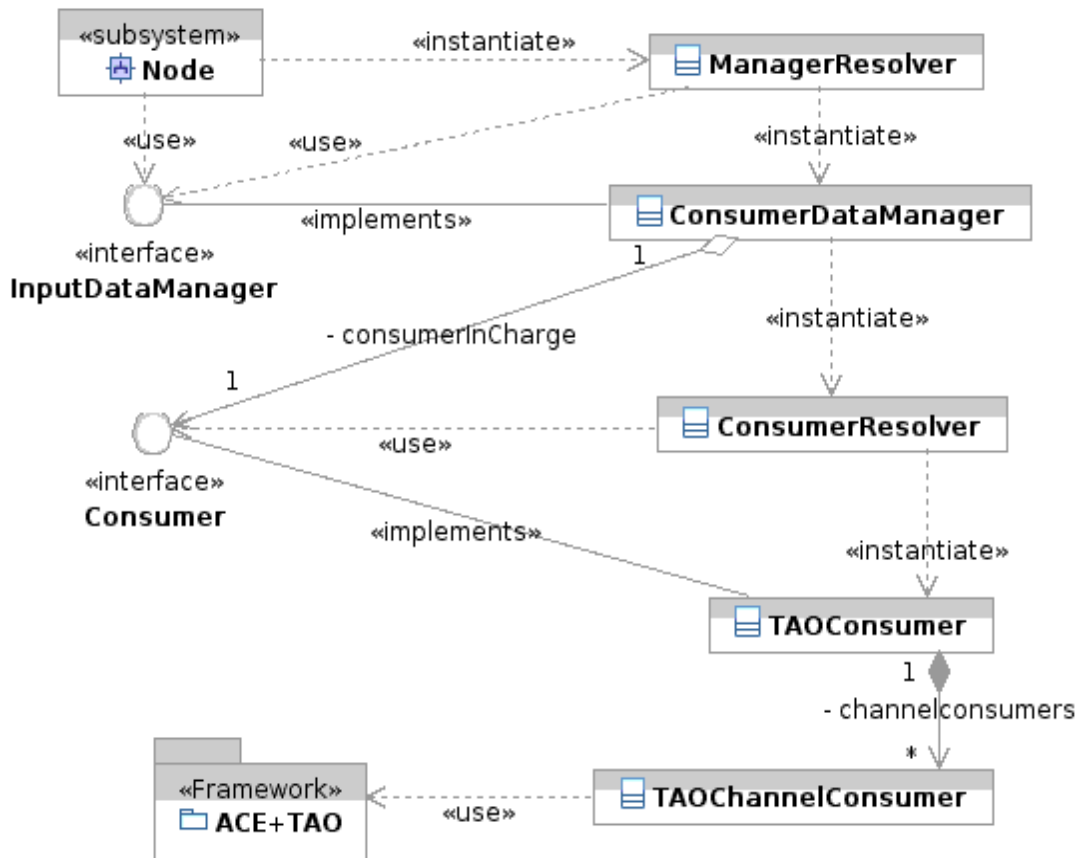 «subsystem»
Node
«instantiate»
ManagerResolver
«use»
«use»
«instantiate»
«implements»
ConsumerDataManager
«interface»
InputDataManager
1
«instantiate»
- consumerInCharge
1
ConsumerResolver
«use»
«interface»
Consumer
«implements»
«instantiate»
TAOConsumer
1
- channelconsumers
*
«Framework»
ACE+TAO
«use»
TAOChannelConsumer